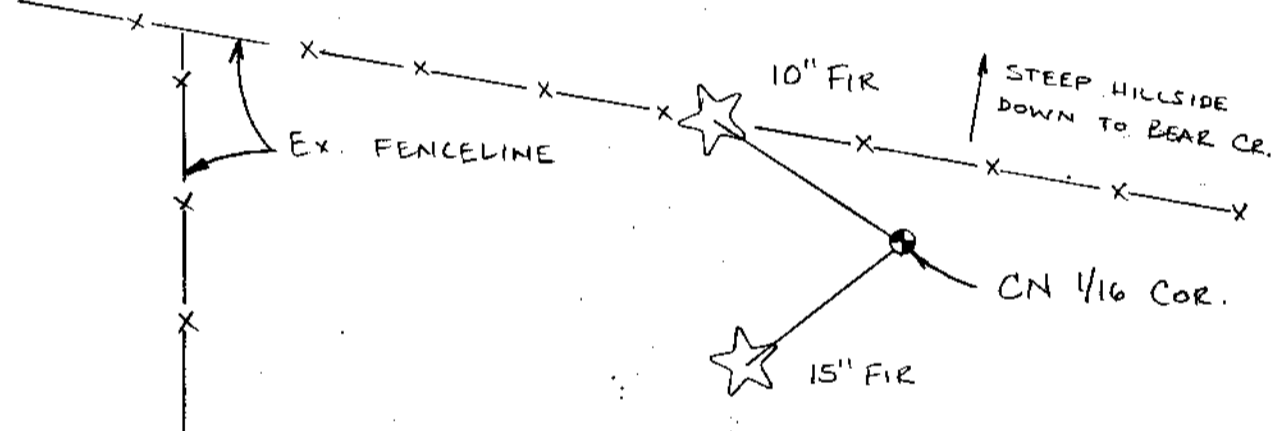 10" FIR
STEEP HILLSIDE
DOWN TO BEAR CR.
EX. FENCELINE
CN 1/16 COR.
15" FIR